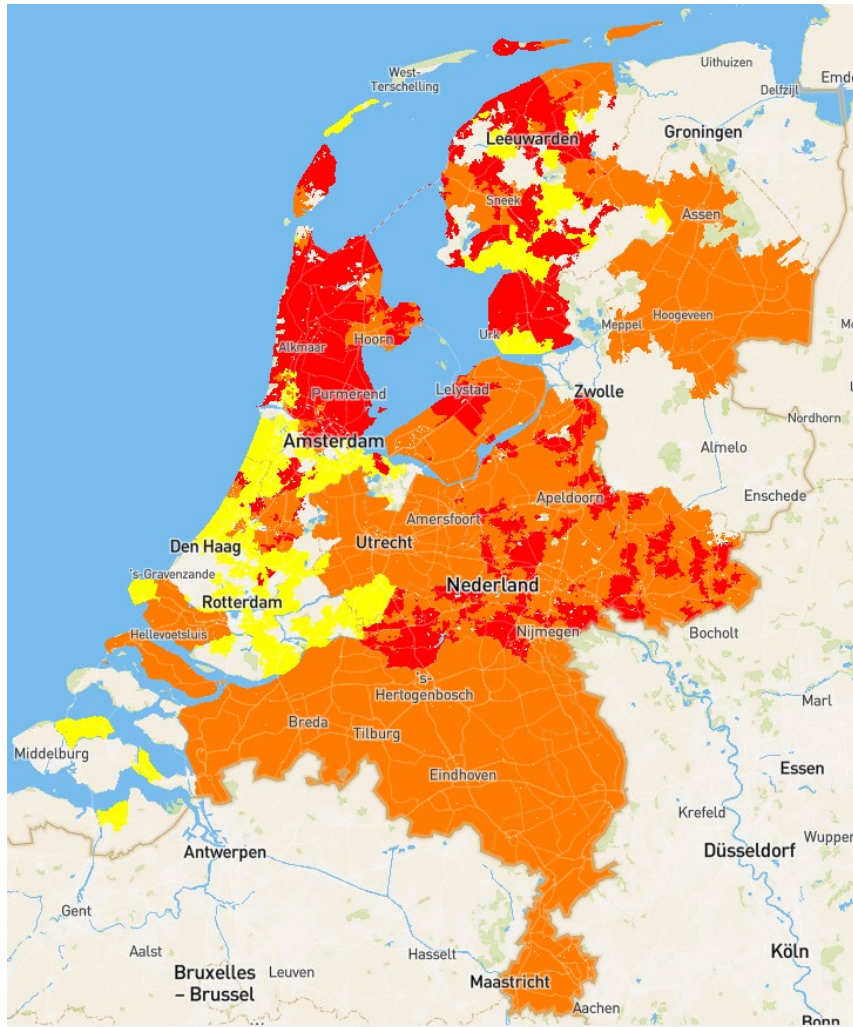 Uithuizen
West-
Terschelling
Emde
Delfzijl
Leeuwarden
Groningen
Sneek
Assen
Hoogeveen
Meppel
Urk
Alkmaar
Hoorn
Lelystad
Purmerend
Zwolle
Nordhorn
Amsterdam
Almelo
Enschede
Apeldoorn
Amersfoort
Utrecht
Den Haag
's-Gravenzande
Nederland
Rotterdam
Hellevoetsluis
Nijmegen
Bocholt
's-
Hertogenbosch
Marl
Breda
Tilburg
Middelburg
Eindhoven
Essen
Krefeld
Wupper
Antwerpen
Düsseldorf
Gent
Aalst
Hasselt
Köln
Bruxelles
– Brussel
Leuven
Maastricht
Aachen